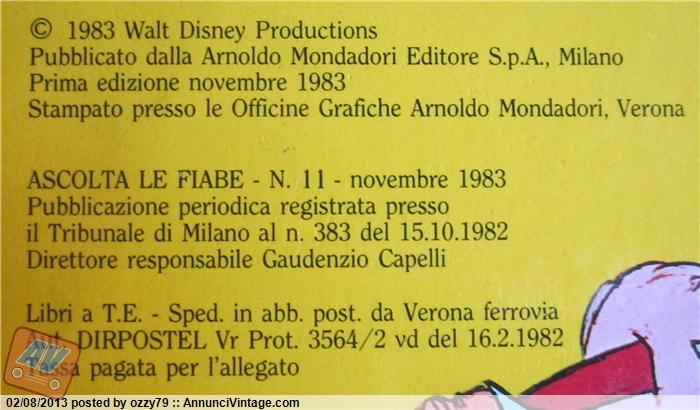 © 1983 Walt Disney Productions
Pubblicato dalla Arnoldo Mondadori Editore S.p.A., Milano
Prima edizione novembre 1983
Stampato presso le Officine Grafiche Arnoldo Mondadori, Verona
ASCOLTA LE FIABE - N. 11 - novembre 1983
Pubblicazione periodica registrata presso
il Tribunale di Milano al n. 383 del 15.10.1982
Direttore responsabile Gaudenzio Capelli
Libri a T.E. - Sped. in abb. post. da Verona ferrovia
Aut. DIRPOSTEL Vr Prot. 3564/2 vd del 16.2.1982
Tassa pagata per l'allegato
AV
02/08/2013 posted by ozzy79 :: AnnunciVintage.com